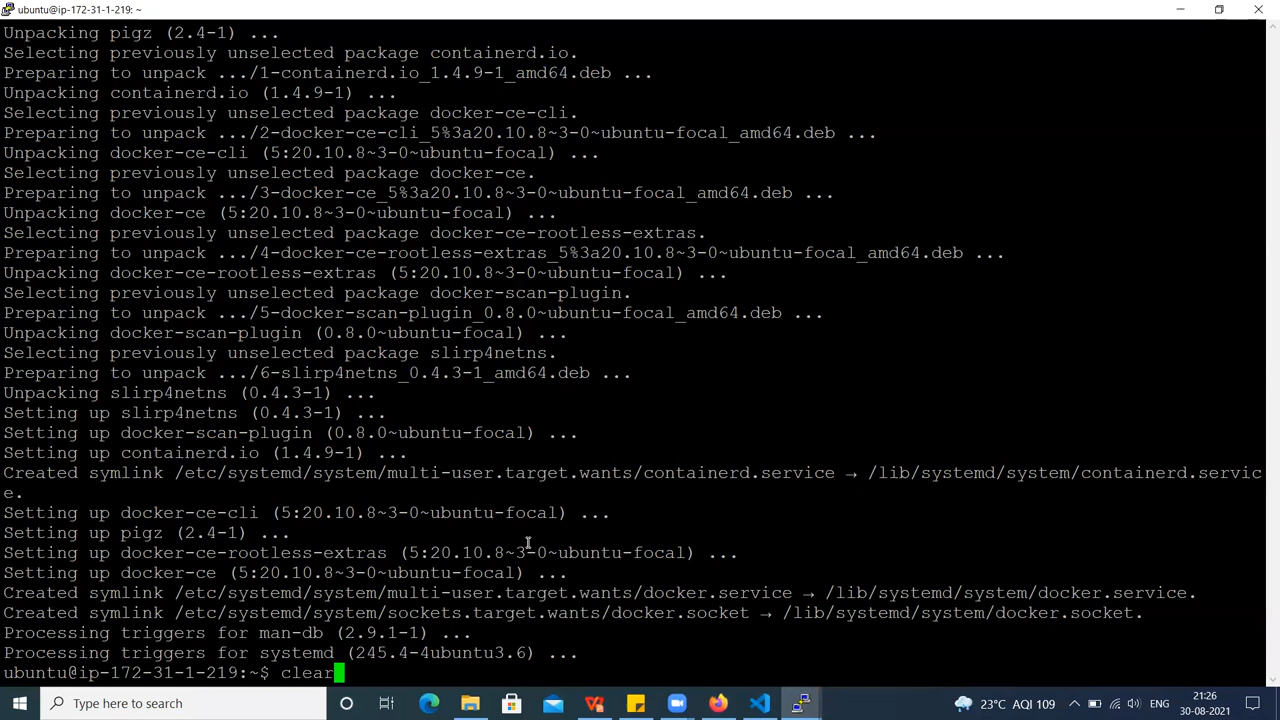 ubuntu@ip-172-31-1-219: ~
Unpacking pigz (2.4-1) ...
Selecting previously unselected package containerd.io.
Preparing to unpack .../1-containerd.io_1.4.9-1_amd64.deb ...
Unpacking containerd.io (1.4.9-1) ...
Selecting previously unselected package docker-ce-cli.
Preparing to unpack .../2-docker-ce-cli_5%3a20.10.8~3-0~ubuntu-focal_amd64.deb ...
Unpacking docker-ce-cli (5:20.10.8~3-0~ubuntu-focal) ...
Selecting previously unselected package docker-ce.
Preparing to unpack .../3-docker-ce_5%3a20.10.8~3-0~ubuntu-focal_amd64.deb ...
Unpacking docker-ce (5:20.10.8~3-0~ubuntu-focal) ...
Selecting previously unselected package docker-ce-rootless-extras.
Preparing to unpack .../4-docker-ce-rootless-extras_5%3a20.10.8~3-0~ubuntu-focal_amd64.deb ...
Unpacking docker-ce-rootless-extras (5:20.10.8~3-0~ubuntu-focal) ...
Selecting previously unselected package docker-scan-plugin.
Preparing to unpack .../5-docker-scan-plugin_0.8.0~ubuntu-focal_amd64.deb ...
Unpacking docker-scan-plugin (0.8.0~ubuntu-focal) ...
Selecting previously unselected package slirp4netns.
Preparing to unpack .../6-slirp4netns_0.4.3-1_amd64.deb ...
Unpacking slirp4netns (0.4.3-1) ...
Setting up slirp4netns (0.4.3-1) ...
Setting up docker-scan-plugin (0.8.0~ubuntu-focal) ...
Setting up containerd.io (1.4.9-1) ...
Created symlink /etc/systemd/system/multi-user.target.wants/containerd.service → /lib/systemd/system/containerd.servic
e.
Setting up docker-ce-cli (5:20.10.8~3-0~ubuntu-focal) ...
Setting up pigz (2.4-1) ...
Setting up docker-ce-rootless-extras (5:20.10.8~3-0~ubuntu-focal) ...
Setting up docker-ce (5:20.10.8~3-0~ubuntu-focal) ...
Created symlink /etc/systemd/system/multi-user.target.wants/docker.service → /lib/systemd/system/docker.service.
Created symlink /etc/systemd/system/sockets.target.wants/docker.socket → /lib/systemd/system/docker.socket.
Processing triggers for man-db (2.9.1-1) ...
Processing triggers for systemd (245.4-4ubuntu3.6) ...
ubuntu@ip-172-31-1-219:~$ clear
Type here to search
23°C AQI 109
ENG
21:26
30-08-2021